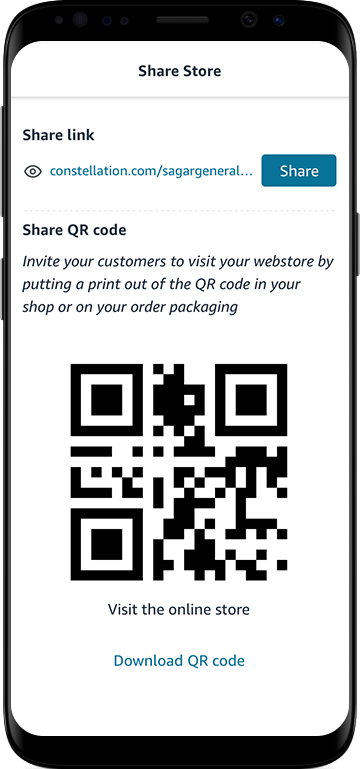 Share Store
Share link
constellation.com/sagargeneral...
Share
Share QR code
Invite your customers to visit your webstore by
putting a print out of the QR code in your
shop or on your order packaging
Visit the online store
Download QR code